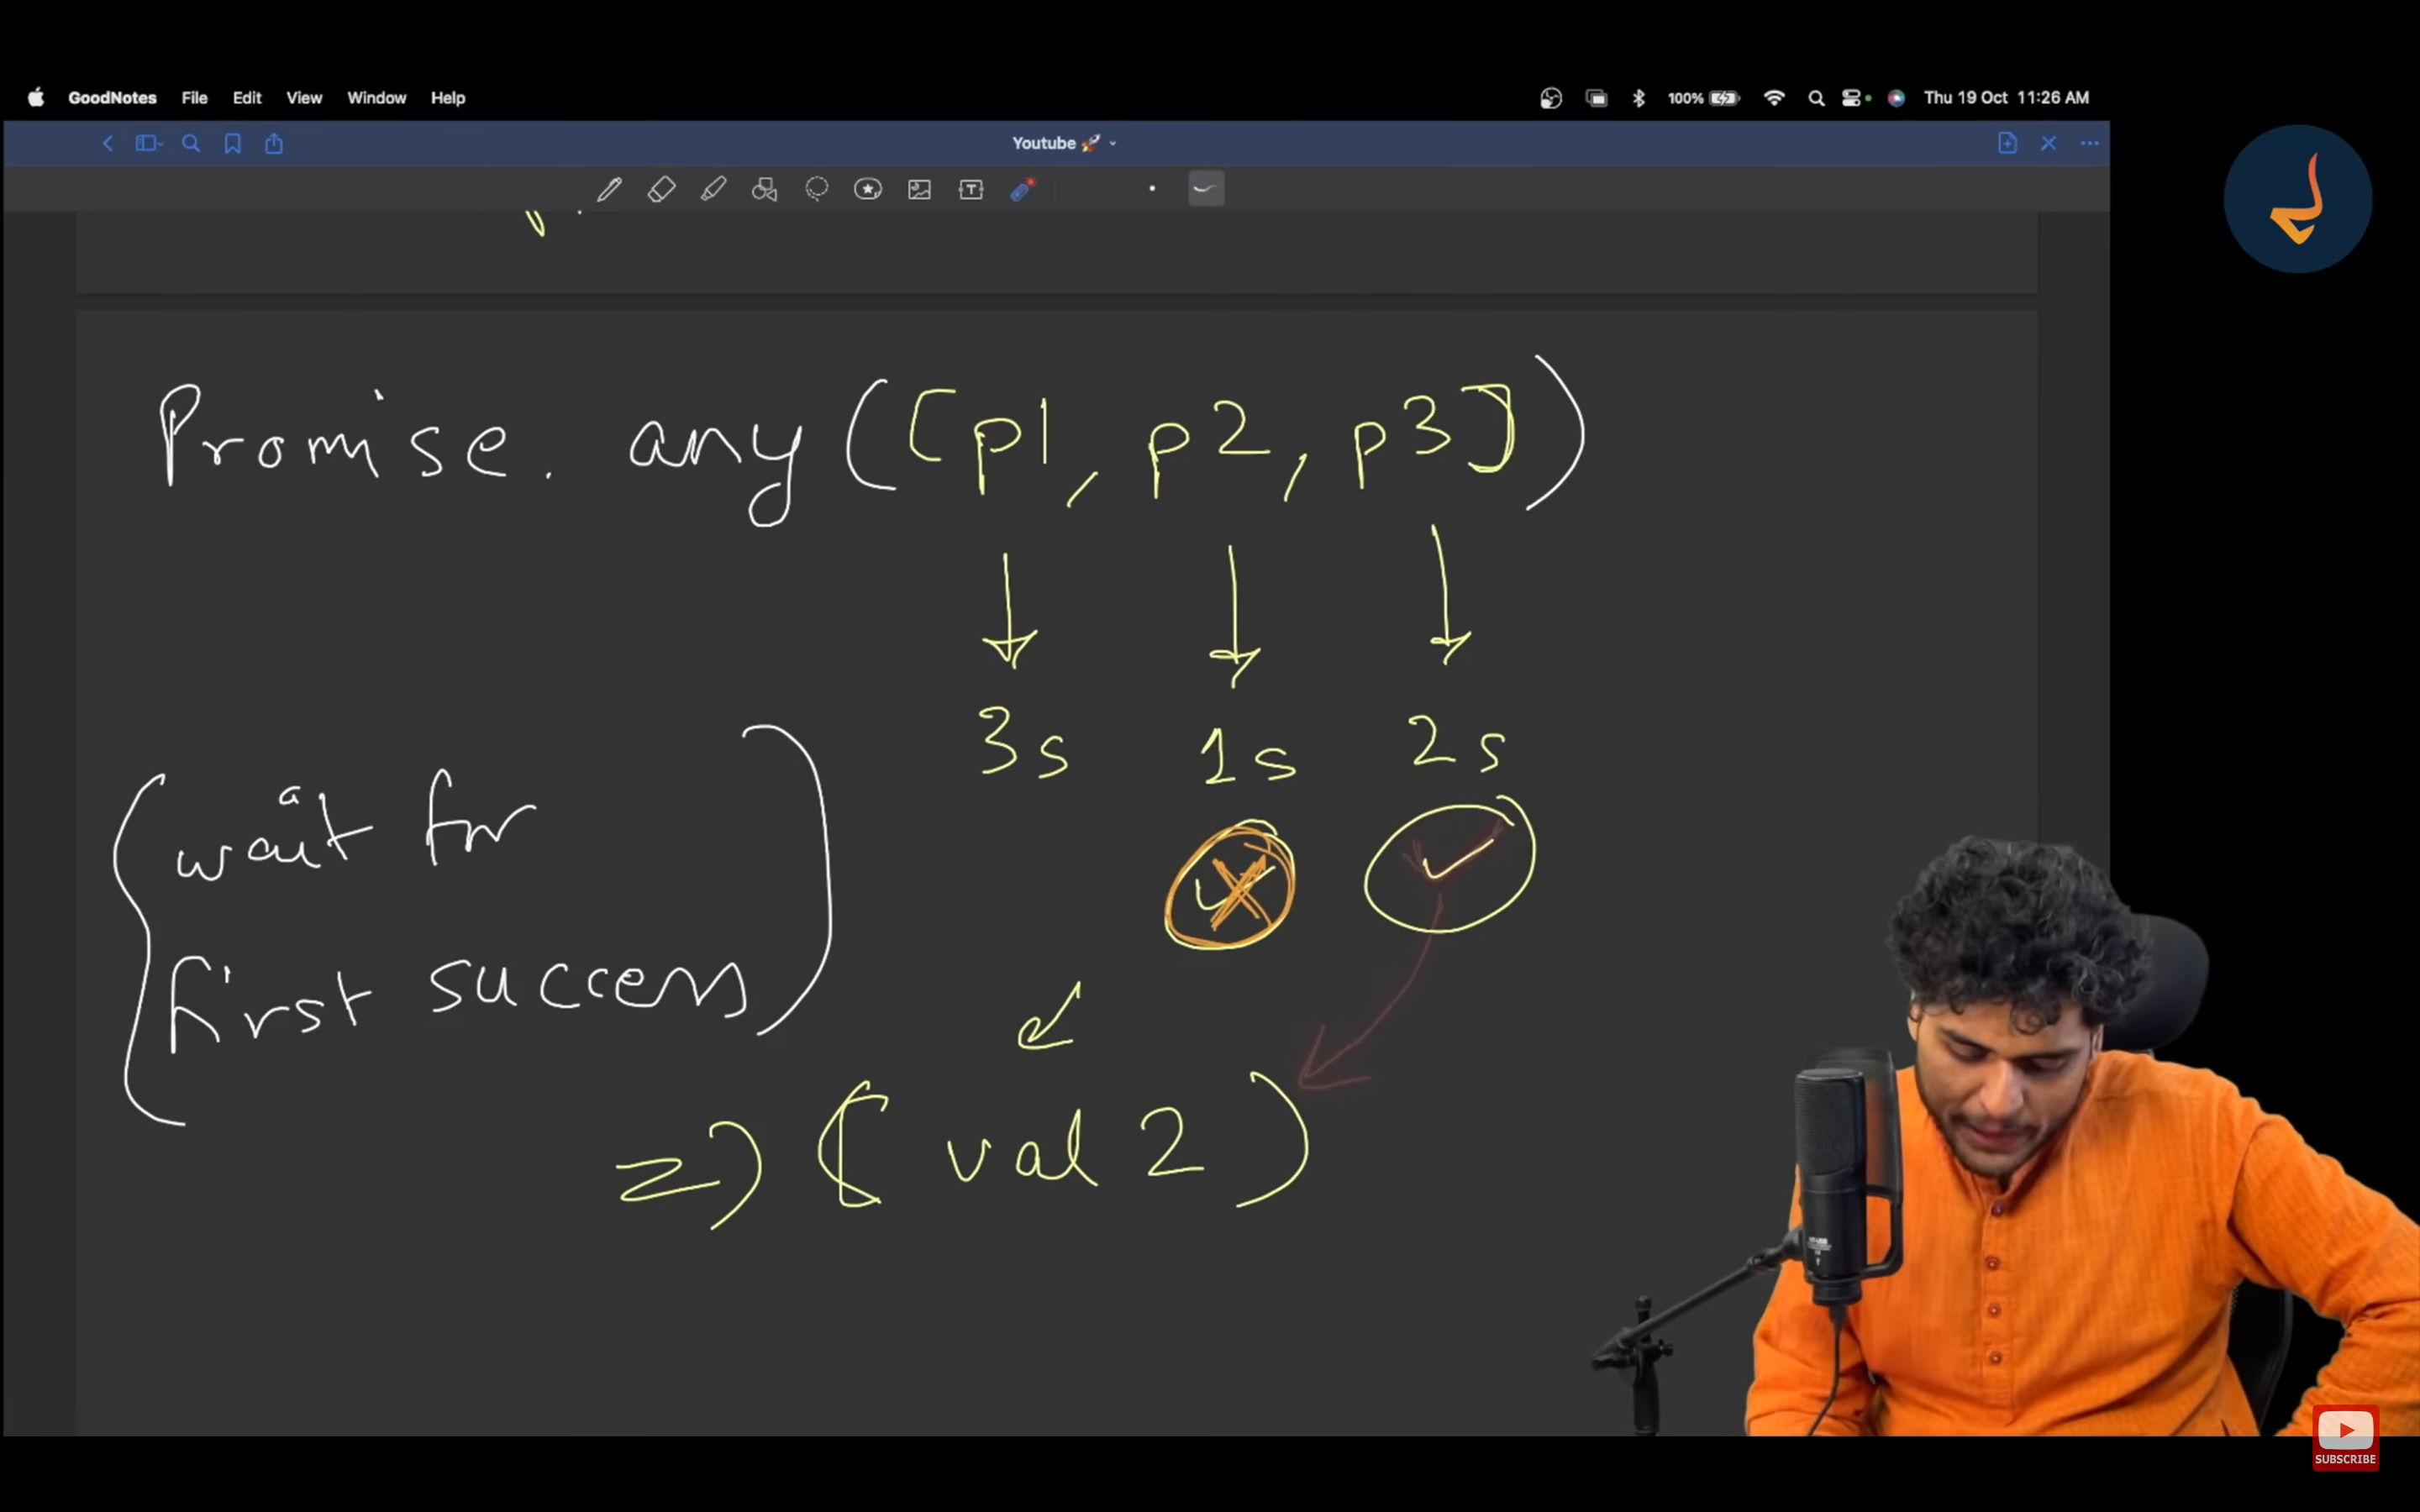 GoodNotes File Edit View Window Help 100% Thu 19 Oct 11:26 AM
Youtube 🚀
T
Promise. any ([p1, p2, p3])
3s 1s 2s
wait for
first success
=> ( val 2 )
SUBSCRIBE